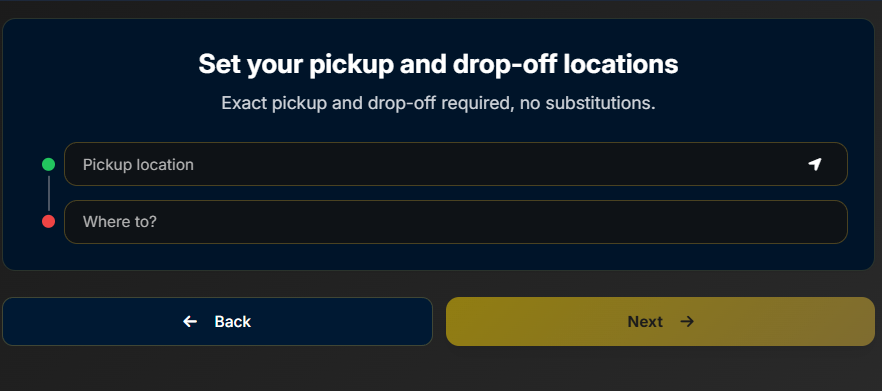 Set your pickup and drop-off locations
Exact pickup and drop-off required, no substitutions.
Pickup location
Where to?
Back
Next